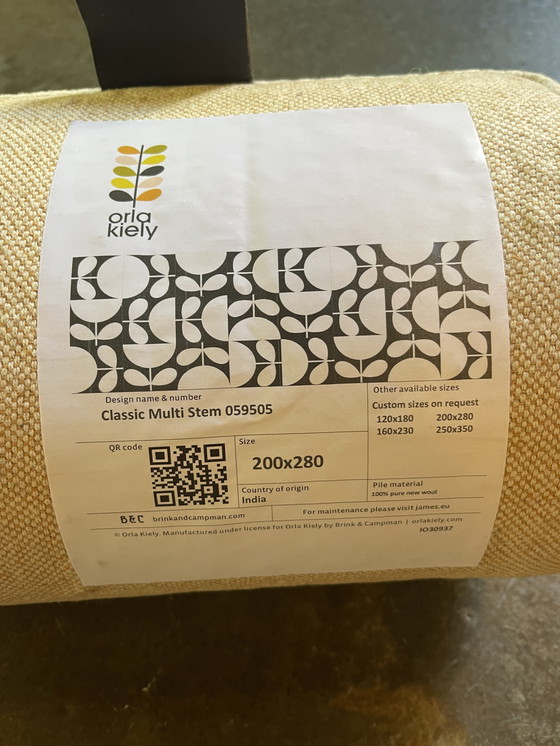 orla
kiely
Design name & number
Classic Multi Stem 059505
Other available sizes
Custom sizes on request
120x180 200x280
160x230 250x350
QR code
Size
200x280
Country of origin
India
Pile material
100% pure new wool
B&C brinkandcampman.com
For maintenance please visit james.eu
© Orla Kiely. Manufactured under license for Orla Kiely by Brink & Campman | orlakiely.com
IO30937